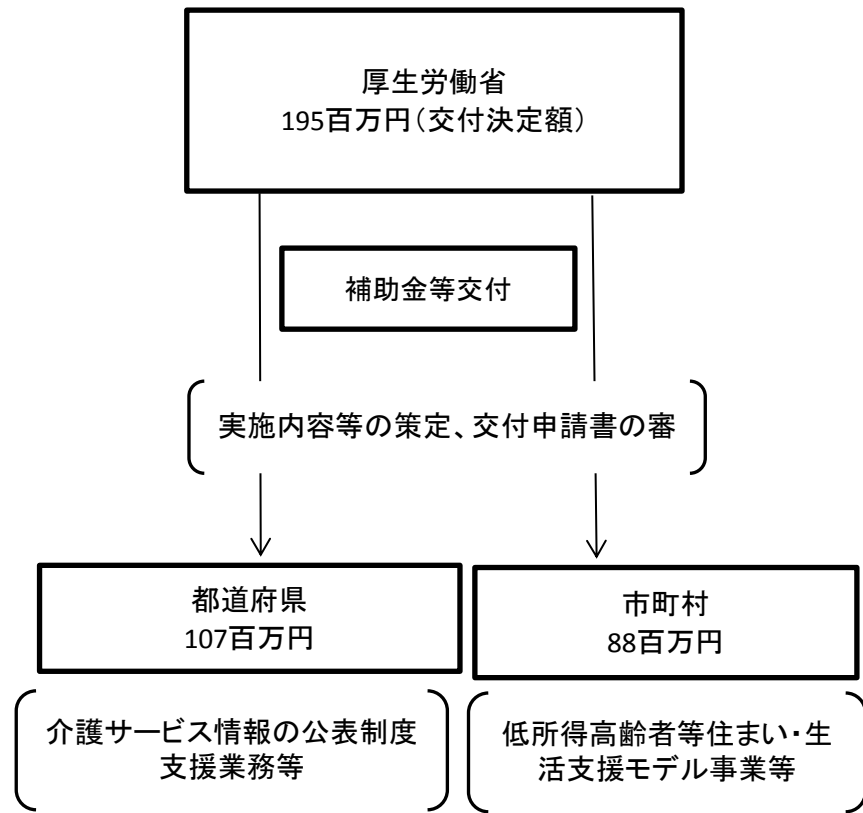 厚生労働省
195百万円（交付決定額）
補助金等交付
実施内容等の策定、交付申請書の審
都道府県
107百万円
市町村
88百万円
介護サービス情報の公表制度
支援業務等
低所得高齢者等住まい・生
活支援モデル事業等